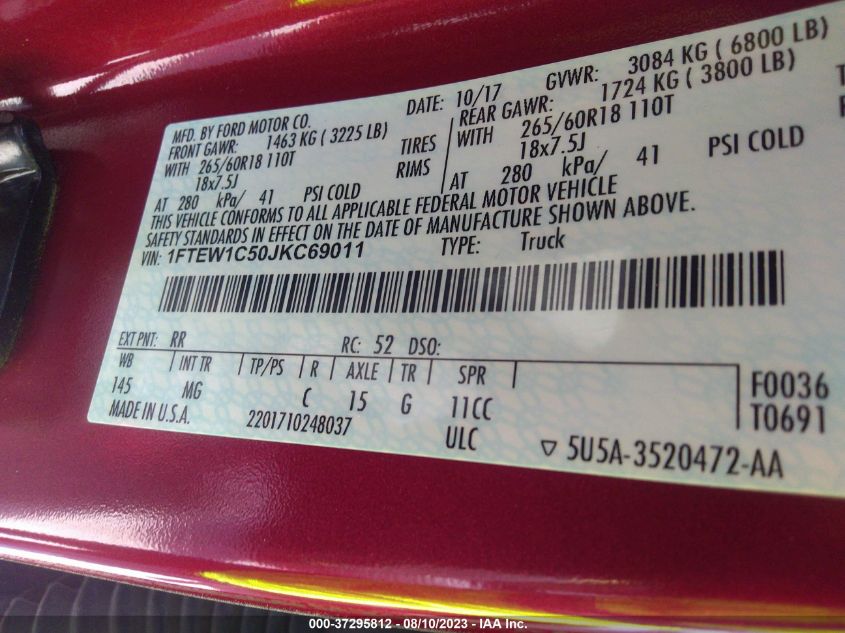 MFD. BY FORD MOTOR CO.
DATE: 10/17 GVWR: 3084 KG ( 6800 LB)
FRONT GAWR: 1463 KG ( 3225 LB)
REAR GAWR: 1724 KG ( 3800 LB)
WITH 265/60R18 110T TIRES WITH 265/60R18 110T
18x7.5J RIMS 18x7.5J
AT 280 kPa/ 41 PSI COLD AT 280 kPa/ 41 PSI COLD
THIS VEHICLE CONFORMS TO ALL APPLICABLE FEDERAL MOTOR VEHICLE
SAFETY STANDARDS IN EFFECT ON THE DATE OF MANUFACTURE SHOWN ABOVE.
VIN: 1FTEW1C50JKC69011 TYPE: Truck
EXT PNT: RR RC: 52 DSO:
WB INT TR TP/PS R AXLE TR SPR
145 MG C 15 G 11CC F0036
MADE IN U.S.A. 2201710248037 ULC T0691
5U5A-3520472-AA
000-37295812 - 08/10/2023 - IAA Inc.